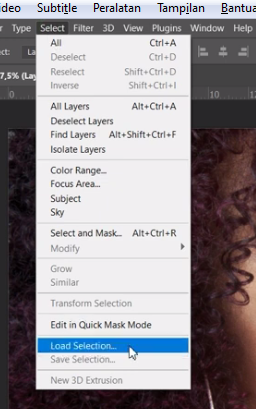 ideo Subtitle Peralatan Tampilan Bantua
er Type Select Filter 3D View Plugins Window Help
ct:
All Ctrl+A
Deselect Ctrl+D
Reselect Shift+Ctrl+D
Inverse Shift+Ctrl+I
7,5% (Lay
0 10
All Layers Alt+Ctrl+A
Deselect Layers
Find Layers Alt+Shift+Ctrl+F
Isolate Layers
Color Range...
Focus Area...
Subject
Sky
Select and Mask... Alt+Ctrl+R
Modify
Grow
Similar
Transform Selection
Edit in Quick Mask Mode
Load Selection...
Save Selection...
New 3D Extrusion